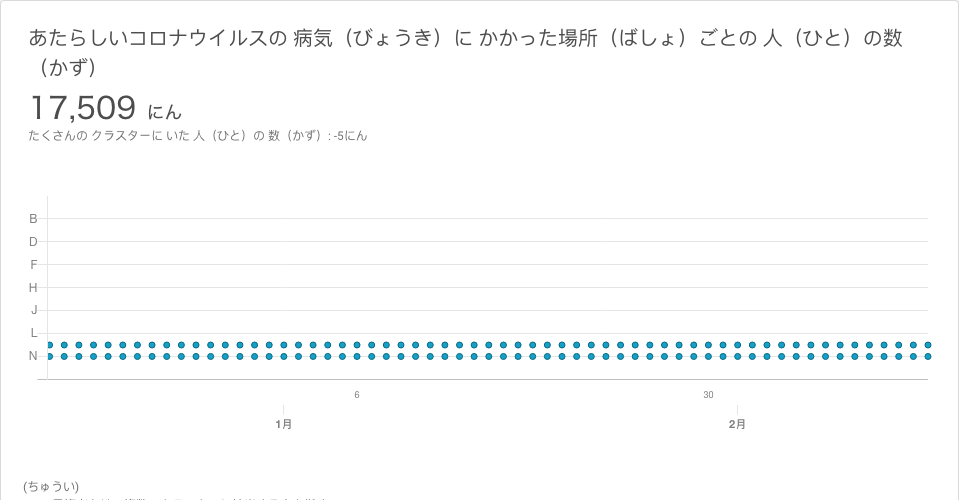 あたらしいコロナウイルスの 病気（びょうき）に かかった場所（ばしょ）ごとの 人（ひと）の数
（かず）
17,509 にん
たくさんの クラスターに いた 人（ひと）の 数（かず）: -5にん
B
D
F
H
J
L
N
6
30
1月
2月
(ちゅうい)